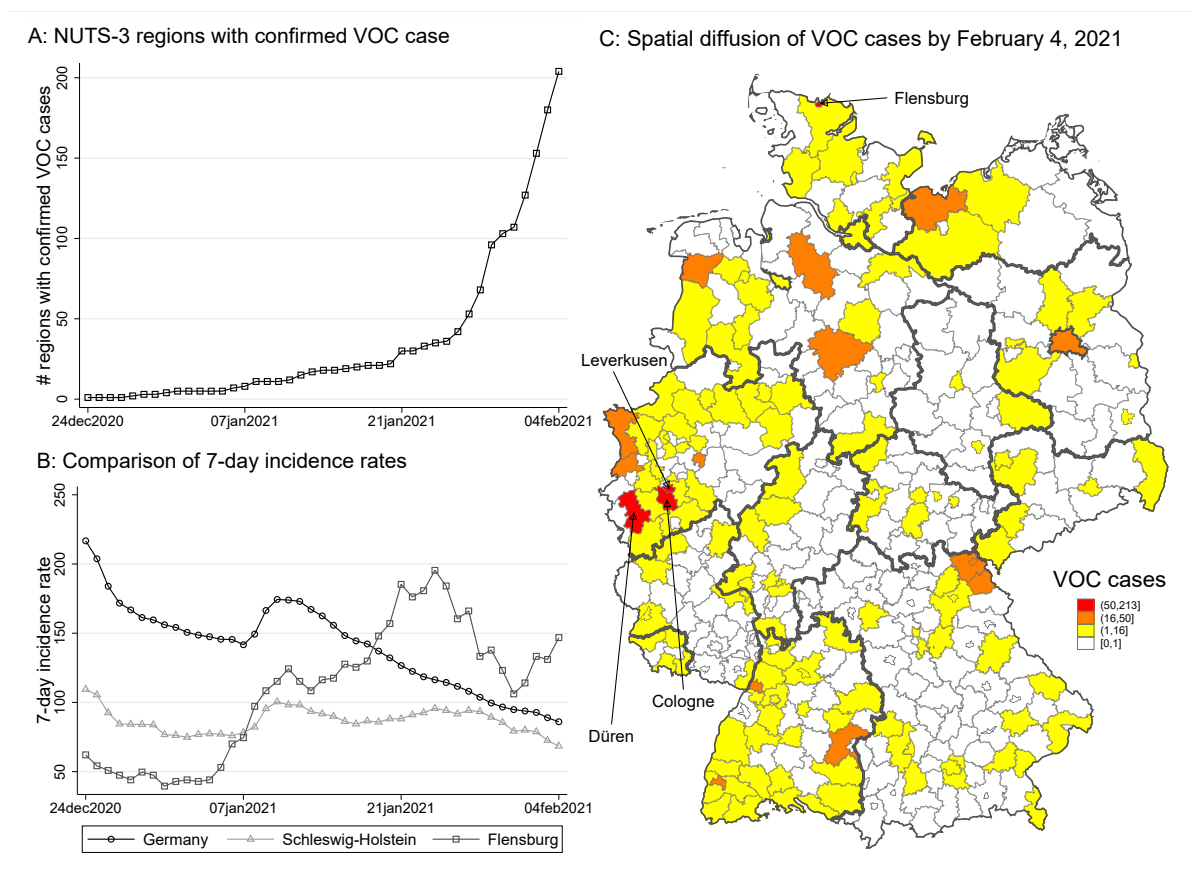 A: NUTS-3 regions with confirmed VOC case
# regions with confirmed VOC cases
200
150
100
50
0
24dec2020 07jan2021 21jan2021 04feb2021
B: Comparison of 7-day incidence rates
7-day incidence rate
250
200
150
100
50
24dec2020 07jan2021 21jan2021 04feb2021
Germany Schleswig-Holstein Flensburg
C: Spatial diffusion of VOC cases by February 4, 2021
Flensburg
Leverkusen
Cologne
Düren
VOC cases
(50,213]
(16,50]
(1,16]
[0,1]